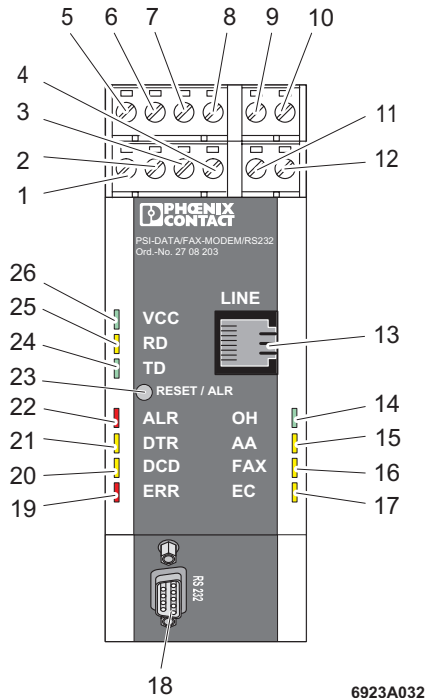 5 6 7 8 9 10
4
3
2
1
11
12
PHŒNIX
CONTACT
PSI-DATA/FAX-MODEM/RS232
Ord.-No. 27 08 203
LINE
26 VCC
25 RD
24 TD
13
23 RESET / ALR
22 ALR OH 14
21 DTR AA 15
20 DCD FAX 16
19 ERR EC 17
RS 232
18
6923A032